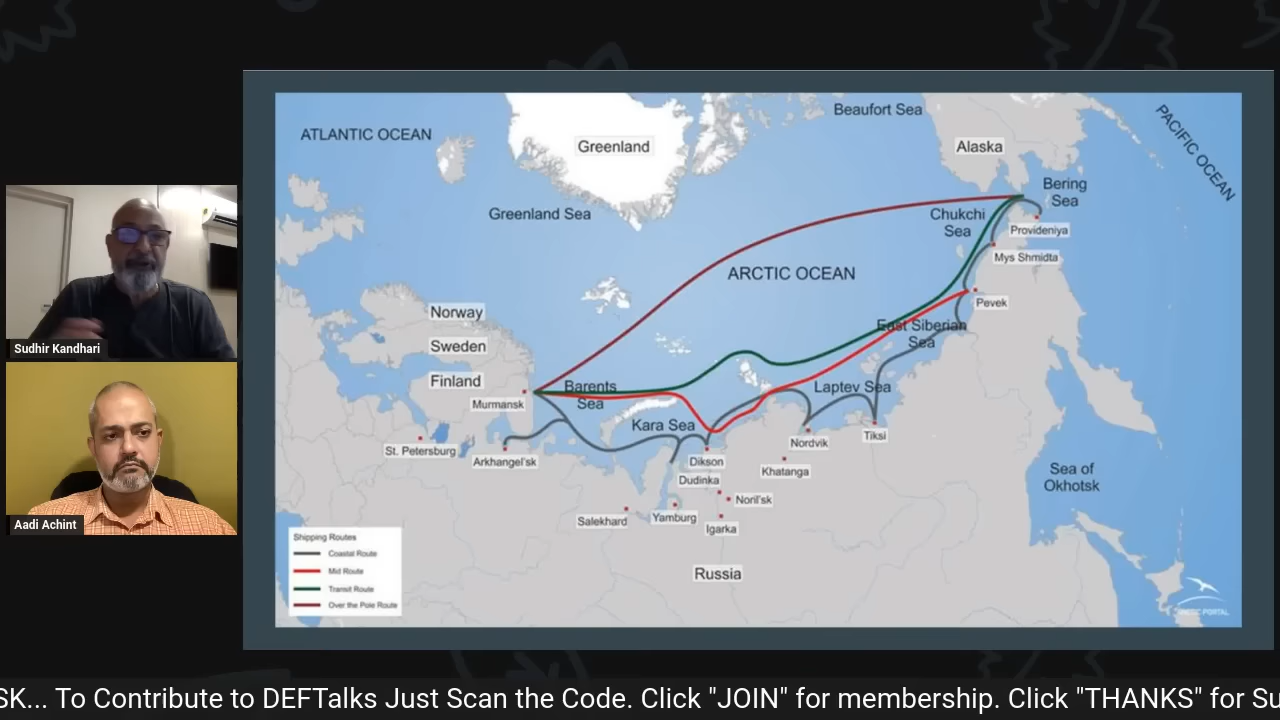 Sudhir Kandhari
Aadi Achint
ATLANTIC OCEAN
Greenland
Beaufort Sea
Alaska
PACIFIC OCEAN
Greenland Sea
Bering
Sea
Chukchi
Sea
Provideniya
Mys Shmidta
ARCTIC OCEAN
Pevek
Norway
Sweden
Finland
East Siberian
Sea
Barents
Sea
Laptev Sea
Murmansk
Kara Sea
St. Petersburg
Arkhangel'sk
Dikson
Nordvik
Tiksi
Khatanga
Dudinka
Noril'sk
Salekhard
Yamburg
Igarka
Sea of
Okhotsk
Russia
Shipping Routes
Coastal Route
Mid Route
Transit Route
Over the Pole Route
ARCTIC PORTAL
SK... To Contribute to DEFTalks Just Scan the Code. Click "JOIN" for membership. Click "THANKS" for Su